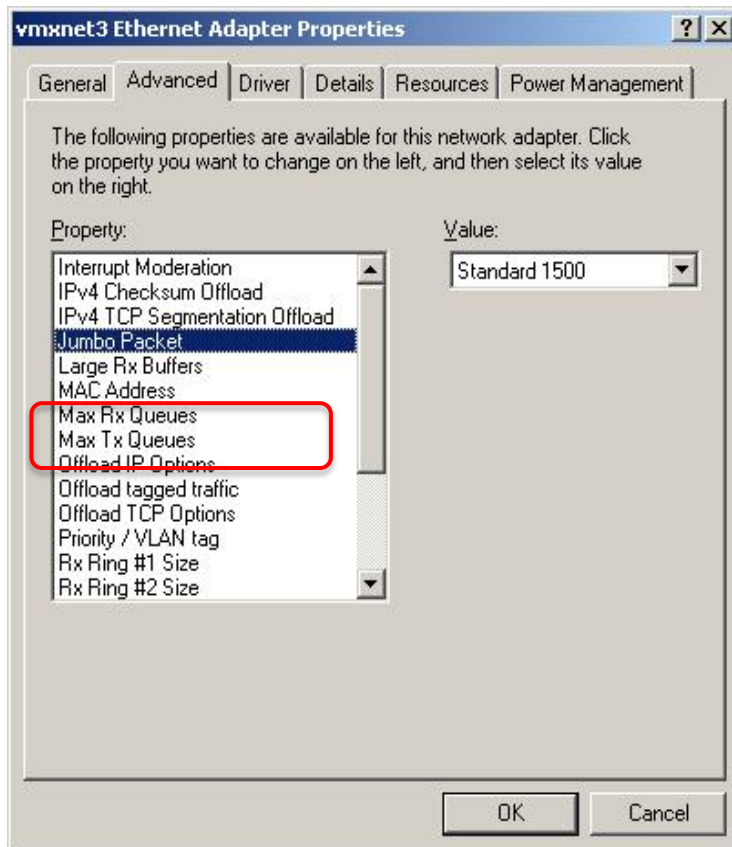 vmxnet3 Ethernet Adapter Properties
General Advanced Driver Details Resources Power Management
The following properties are available for this network adapter. Click
the property you want to change on the left, and then select its value
on the right.
Property: Value:
Interrupt Moderation Standard 1500
IPv4 Checksum Offload
IPv4 TCP Segmentation Offload
Jumbo Packet
Large Rx Buffers
MAC Address
Max Rx Queues
Max Tx Queues
Offload IP Options
Offload tagged traffic
Offload TCP Options
Priority / VLAN tag
Rx Ring #1 Size
Rx Ring #2 Size
OK Cancel